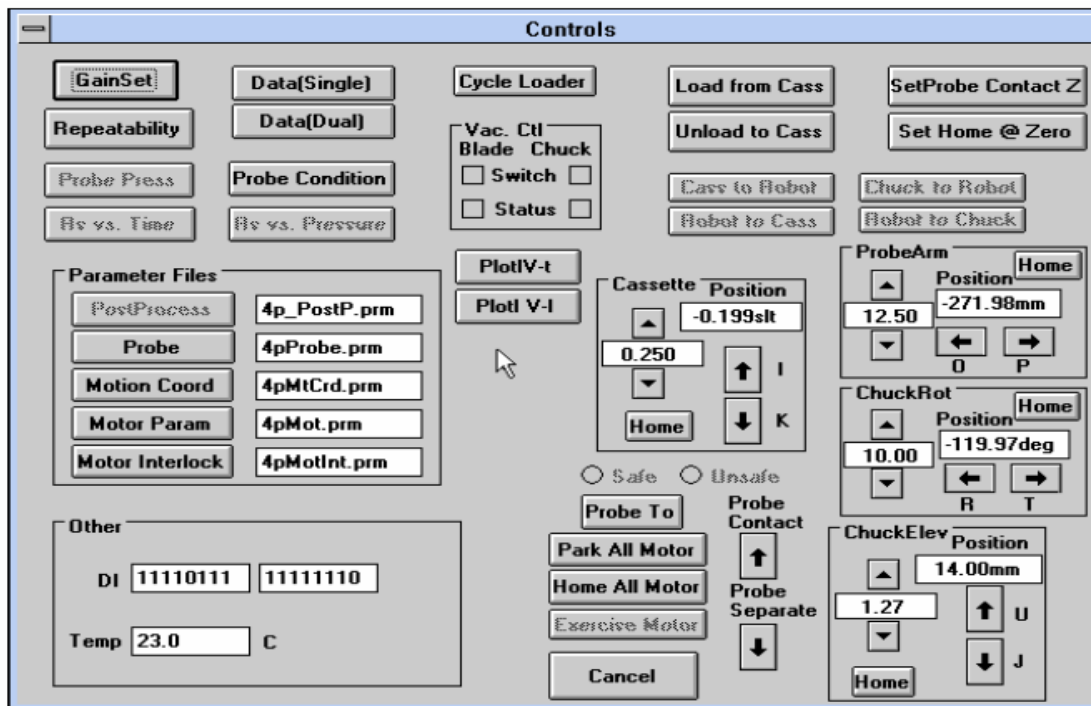 Controls
GainSet
Data(Single)
Cycle Loader
Load from Cass
SetProbe Contact Z
Repeatability
Data(Dual)
Unload to Cass
Set Home @ Zero
Vac. Ctl
Blade Chuck
Switch
Status
Probe Press
Probe Condition
Cass to Robot
Chuck to Robot
Rs vs. Time
Rs vs. Pressure
Robot to Cass
Robot to Chuck
Parameter Files
PostProcess 4p_PostP.prm
Probe 4pProbe.prm
Motion Coord 4pMtCrd.prm
Motor Param 4pMot.prm
Motor Interlock 4pMotInt.prm
PlotIV-t
PlotI V-I
Cassette Position
-0.199slt
0.250
I
K
Home
ProbeArm
Position Home
12.50 -271.98mm
O P
ChuckRot
Position Home
10.00 -119.97deg
R T
Safe Unsafe
Probe To
Park All Motor
Home All Motor
Exercise Motor
Cancel
Probe
Contact
Probe
Separate
ChuckElev
Position
14.00mm
1.27
U
J
Home
Other
DI 11110111 11111110
Temp 23.0 C